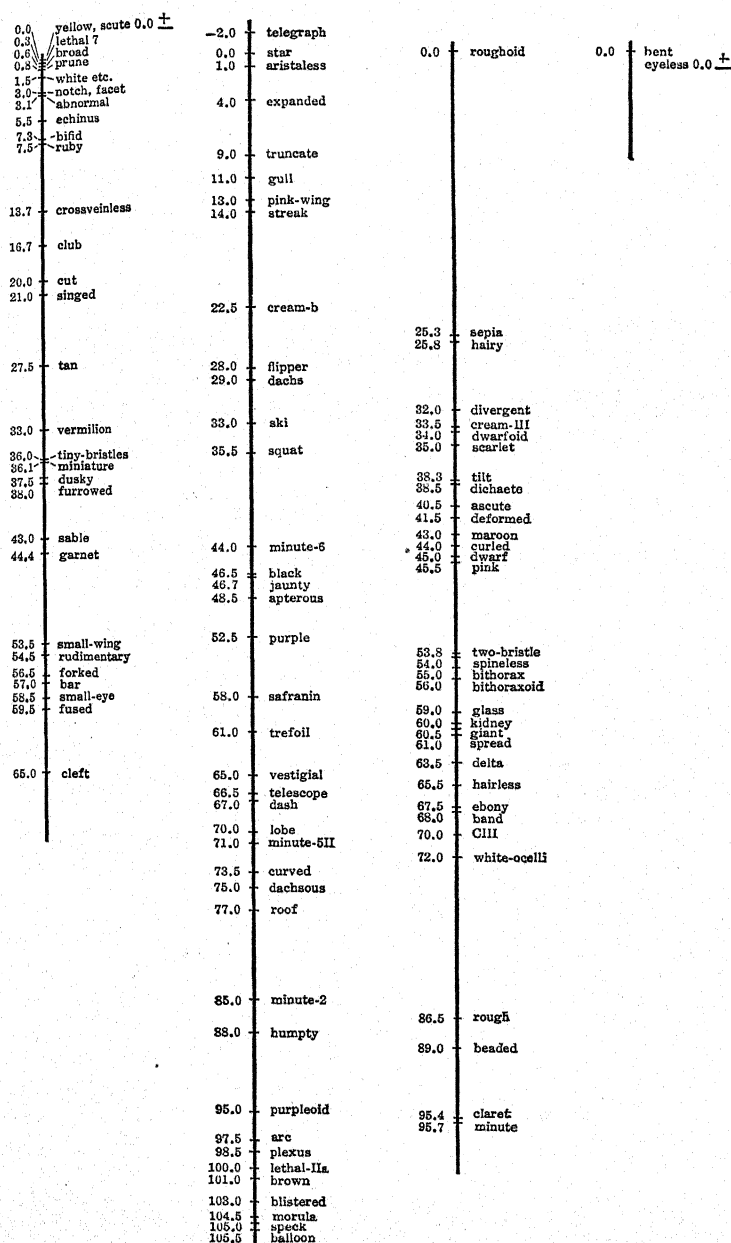 0.0 yellow, scute 0.0 ±
0.3 lethal 7
0.6 broad
0.8 prune
1.5 white etc.
3.0 notch, facet
3.1 abnormal
5.5 echinus
7.3 bifid
7.5 ruby
13.7 crossveinless
16.7 club
20.0 cut
21.0 singed
27.5 tan
33.0 vermilion
36.0 tiny-bristles
36.1 miniature
37.5 dusky
38.0 furrowed
43.0 sable
44.4 garnet
53.5 small-wing
54.5 rudimentary
56.5 forked
57.0 bar
58.5 small-eye
59.5 fused
65.0 cleft
-2.0 telegraph
0.0 star
1.0 aristaless
4.0 expanded
9.0 truncate
11.0 gull
13.0 pink-wing
14.0 streak
22.5 cream-b
28.0 flipper
29.0 dachs
33.0 ski
35.5 squat
44.0 minute-6
46.5 black
46.7 jaunty
48.5 apterous
52.5 purple
58.0 safranin
61.0 trefoil
65.0 vestigial
66.5 telescope
67.0 dash
70.0 lobe
71.0 minute-5II
73.5 curved
75.0 dachsous
77.0 roof
85.0 minute-2
88.0 humpty
95.0 purpleoid
97.5 arc
98.5 plexus
100.0 lethal-IIa
101.0 brown
103.0 blistered
104.5 morula
105.0 speck
105.5 balloon
0.0 roughoid
25.3 sepia
25.8 hairy
32.0 divergent
33.5 cream-III
34.0 dwarfoid
35.0 scarlet
38.3 tilt
38.5 dichaete
40.5 ascute
41.5 deformed
43.0 maroon
44.0 curled
45.0 dwarf
45.5 pink
53.8 two-bristle
54.0 spineless
55.0 bithorax
56.0 bithoraxoid
59.0 glass
60.0 kidney
60.5 giant
61.0 spread
63.5 delta
65.5 hairless
67.5 ebony
68.0 band
70.0 CIII
72.0 white-ocelli
86.5 rough
89.0 beaded
95.4 claret
95.7 minute
0.0 bent
eyeless 0.0 ±